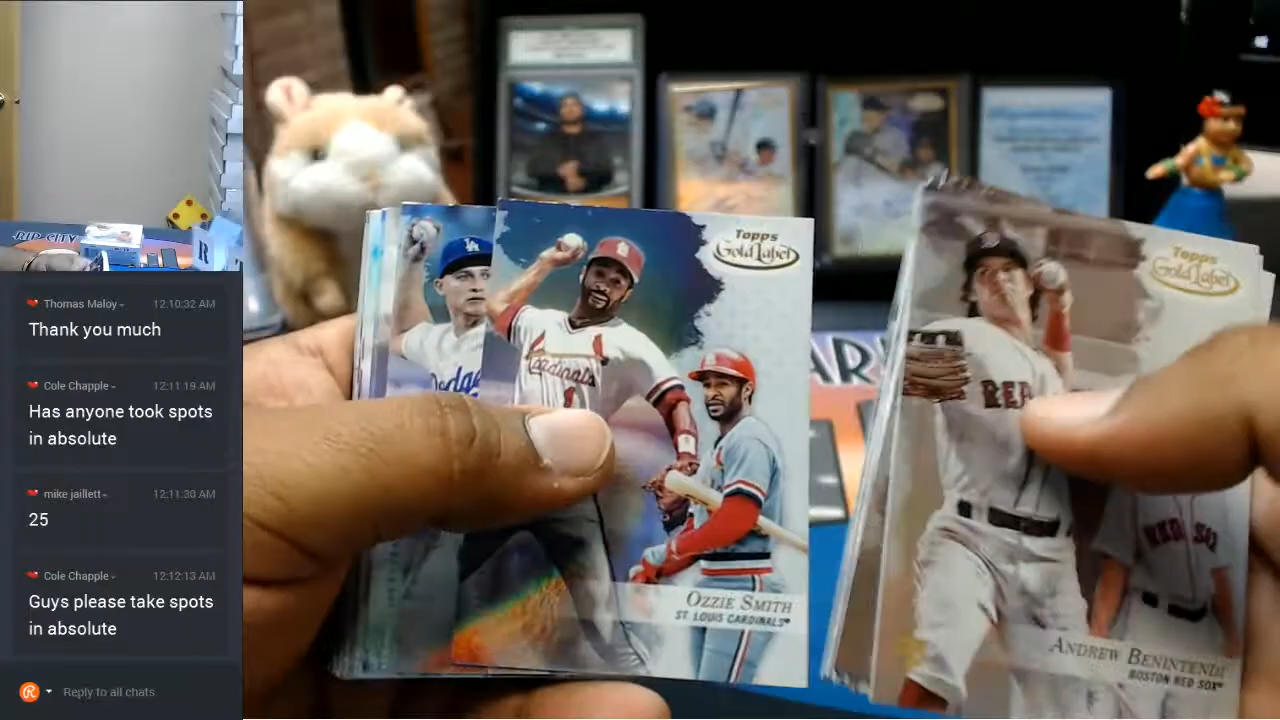 RIP CITY
R
Thomas Maloy
12:10:32 AM
Thank you much
Cole Chapple
12:11:19 AM
Has anyone took spots
in absolute
mike jaillett
12:11:30 AM
25
Cole Chapple
12:12:13 AM
Guys please take spots
in absolute
Reply to all chats
Topps
Gold Label
Dodge
Cardinals
1
OZZIE SMITH
ST. LOUIS CARDINALS®
AR
Topps
Gold Label
RED
RED SOX
ANDREW BENINTENDI
BOSTON RED SOX®